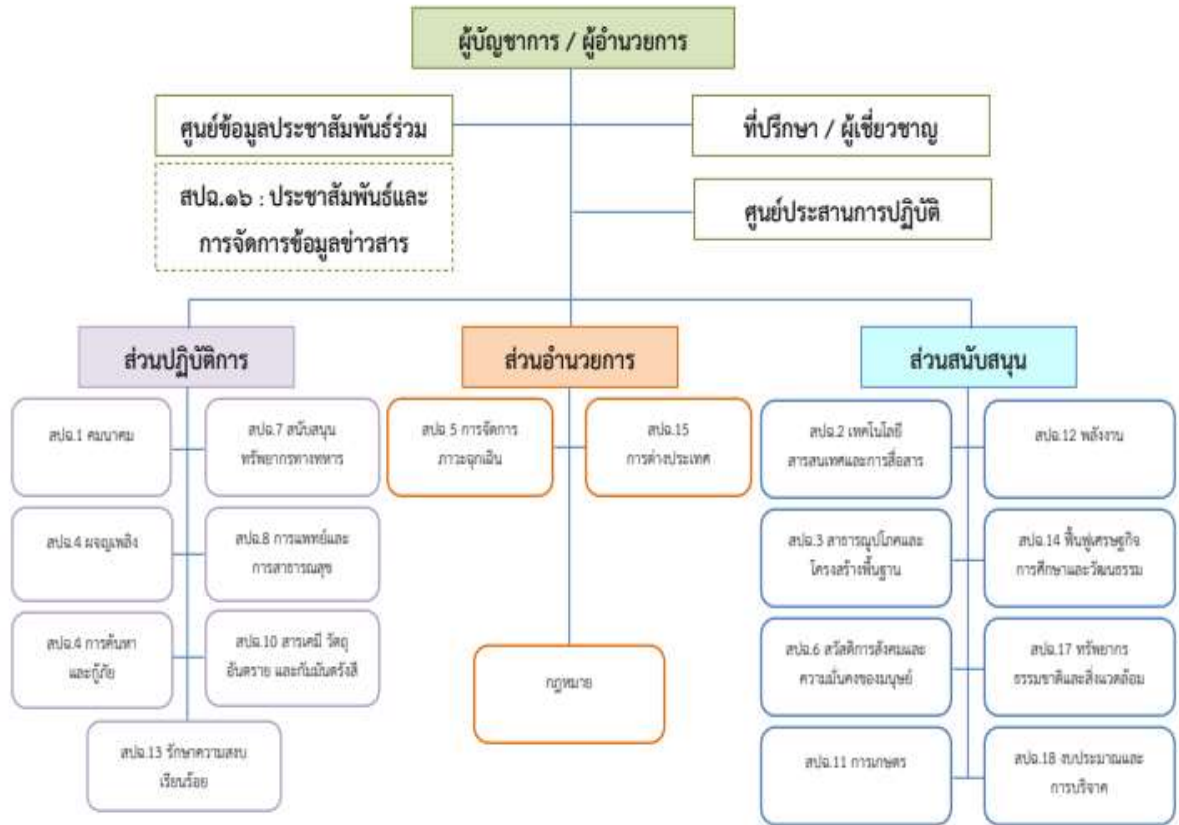 ผู้บัญชาการ / ผู้อำนวยการ
ศูนย์ข้อมูลประชาสัมพันธ์ร่วม
ที่ปรึกษา / ผู้เชี่ยวชาญ
สปฉ.๑๖ : ประชาสัมพันธ์และ
การจัดการข้อมูลข่าวสาร
ศูนย์ประสานการปฏิบัติ
ส่วนปฏิบัติการ
ส่วนอำนวยการ
ส่วนสนับสนุน
สปฉ.1 คมนาคม
สปฉ.7 สนับสนุน
ทรัพยากรทางทหาร
สปฉ.4 ผจญเพลิง
สปฉ.8 การแพทย์และ
การสาธารณสุข
สปฉ.4 การค้นหา
และกู้ภัย
สปฉ.10 สารเคมี วัตถุ
อันตราย และกัมมันตรังสี
สปฉ.13 รักษาความสงบ
เรียบร้อย
สปฉ.5 การจัดการ
ภาวะฉุกเฉิน
สปฉ.15
การต่างประเทศ
กฎหมาย
สปฉ.2 เทคโนโลยี
สารสนเทศและการสื่อสาร
สปฉ.12 พลังงาน
สปฉ.3 สาธารณูปโภคและ
โครงสร้างพื้นฐาน
สปฉ.14 ฟื้นฟูเศรษฐกิจ
การศึกษาและวัฒนธรรม
สปฉ.6 สวัสดิการสังคมและ
ความมั่นคงของมนุษย์
สปฉ.17 ทรัพยากร
ธรรมชาติและสิ่งแวดล้อม
สปฉ.11 การเกษตร
สปฉ.18 งบประมาณและ
การบริจาค